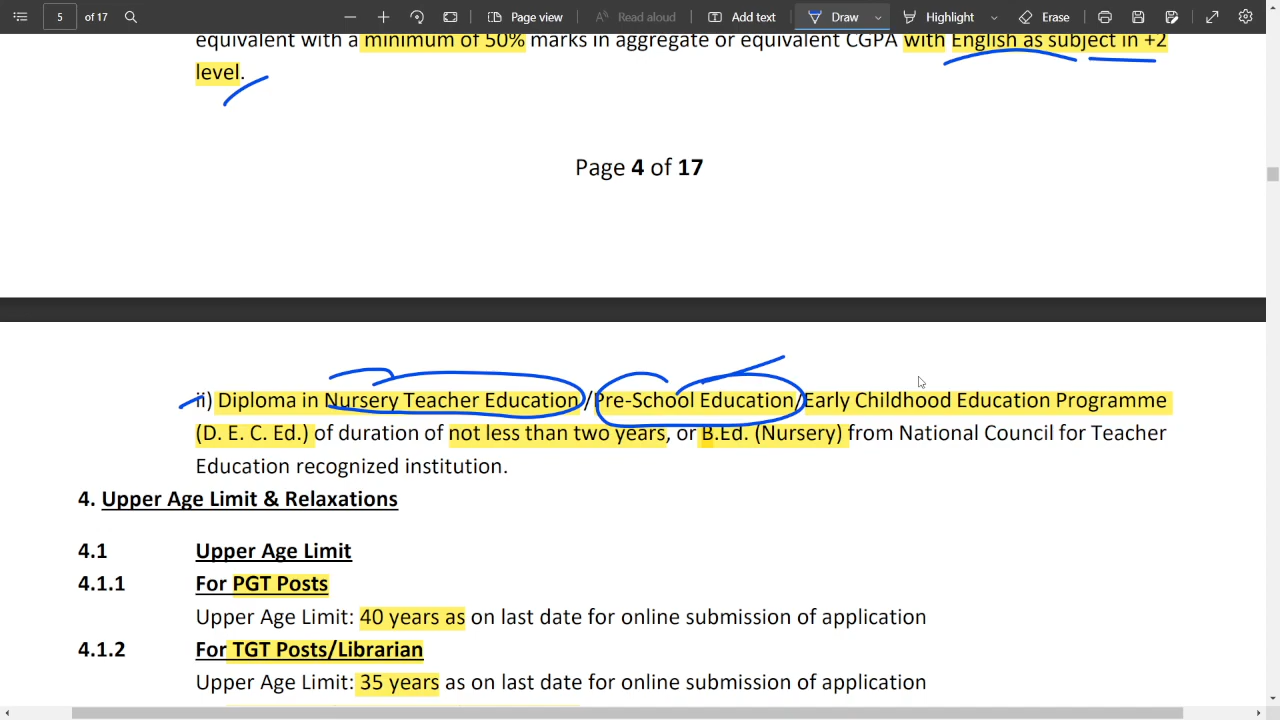 5 of 17 Page view Read aloud Add text Draw Highlight Erase
equivalent with a minimum of 50% marks in aggregate or equivalent CGPA with English as subject in +2
level.
Page 4 of 17
ii) Diploma in Nursery Teacher Education /Pre-School Education/Early Childhood Education Programme
(D. E. C. Ed.) of duration of not less than two years, or B.Ed. (Nursery) from National Council for Teacher
Education recognized institution.
4. Upper Age Limit & Relaxations
4.1 Upper Age Limit
4.1.1 For PGT Posts
Upper Age Limit: 40 years as on last date for online submission of application
4.1.2 For TGT Posts/Librarian
Upper Age Limit: 35 years as on last date for online submission of application